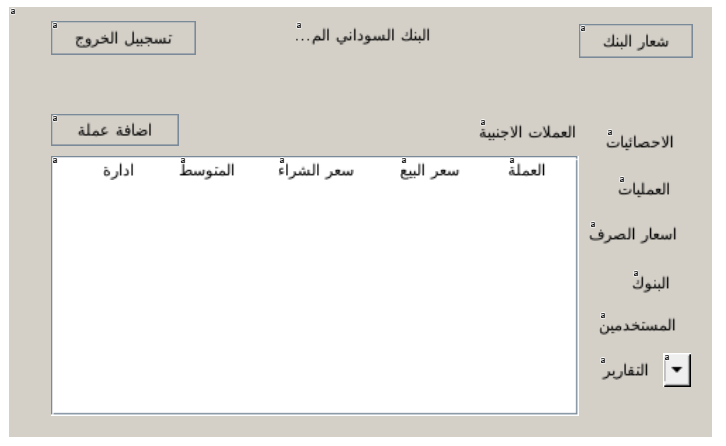 شعار البنك
البنك السوداني الم...
تسجييل الخروج
العملات الاجنبية
اضافة عملة
العملة سعر البيع سعر الشراء المتوسط ادارة
الاحصائيات
العمليات
اسعار الصرف
البنوك
المستخدمين
التقارير